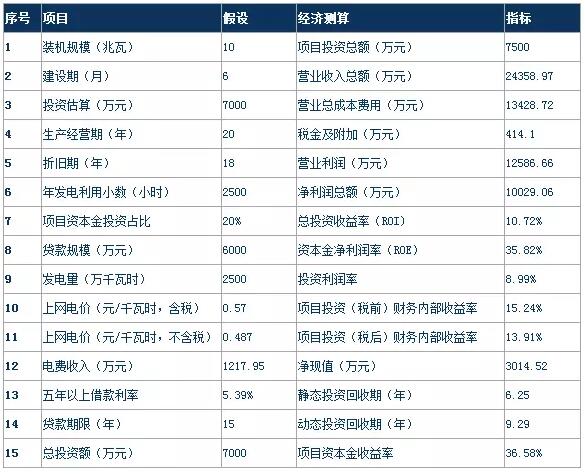 序号 项目 假设 经济测算 指标
1 装机规模（兆瓦） 10 项目投资总额（万元） 7500
2 建设期（月） 6 营业收入总额（万元） 24358.97
3 投资估算（万元） 7000 营业总成本费用（万元） 13428.72
4 生产经营期（年） 20 税金及附加（万元） 414.1
5 折旧期（年） 18 营业利润（万元） 12586.66
6 年发电利用小数（小时） 2500 净利润总额（万元） 10029.06
7 项目资本金投资占比 20% 总投资收益率（ROI） 10.72%
8 贷款规模（万元） 6000 资本金净利润率（ROE） 35.82%
9 发电量（万千瓦时） 2500 投资利润率 8.99%
10 上网电价（元/千瓦时，含税） 0.57 项目投资（税前）财务内部收益率 15.24%
11 上网电价（元/千瓦时，不含税） 0.487 项目投资（税后）财务内部收益率 13.91%
12 电费收入（万元） 1217.95 净现值（万元） 3014.52
13 五年以上借款利率 5.39% 静态投资回收期（年） 6.25
14 贷款期限（年） 15 动态投资回收期（年） 9.29
15 总投资额（万元） 7000 项目资本金收益率 36.58%